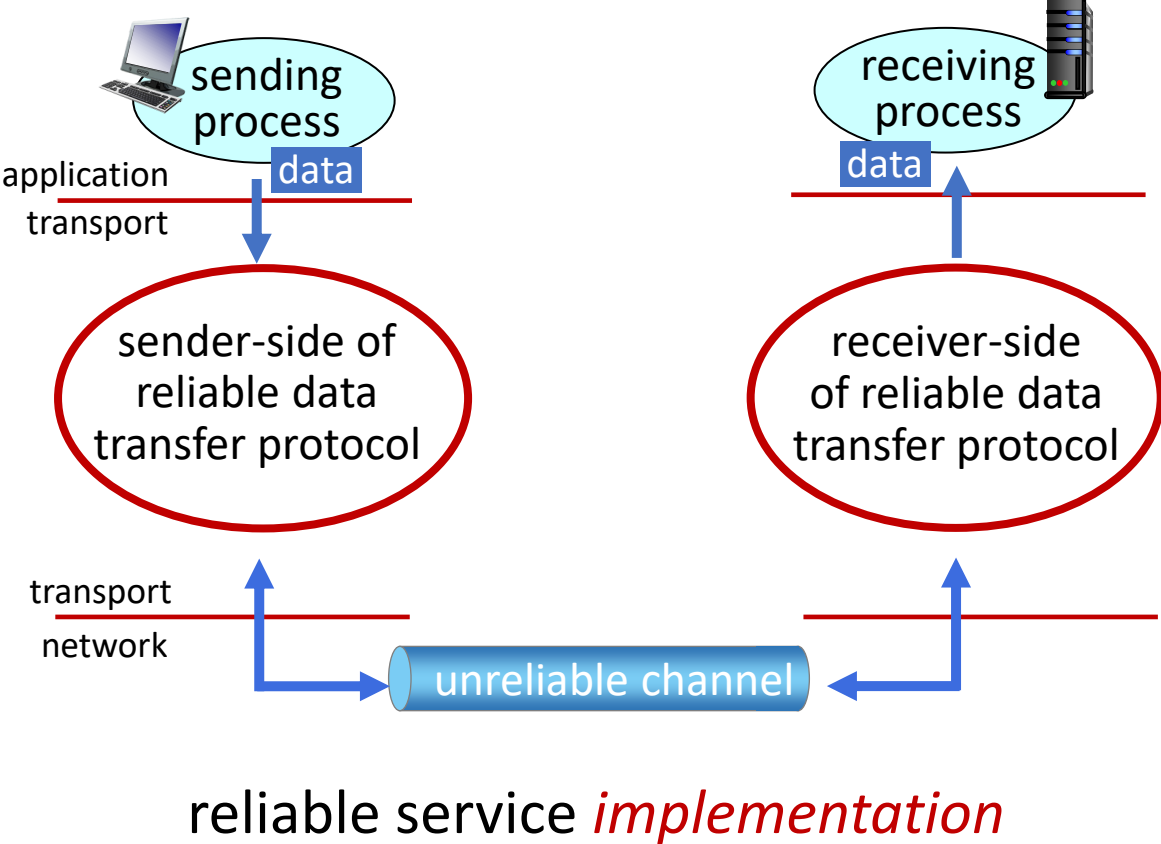 sending
process
data
application
transport
receiving
process
data
sender-side of
reliable data
transfer protocol
receiver-side
of reliable data
transfer protocol
transport
network
unreliable channel
reliable service implementation